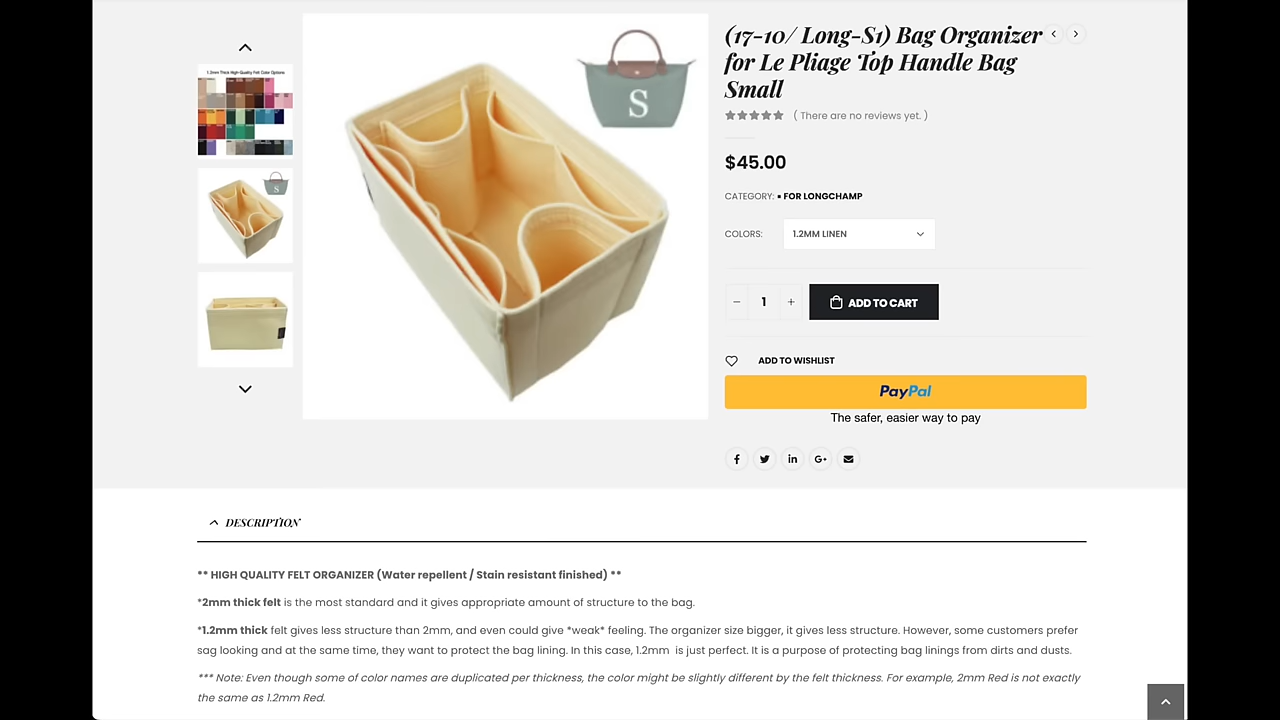 1.2mm Thick High-Quality Felt Color Options
S
S
(17-10/ Long-S1) Bag Organizer
for Le Pliage Top Handle Bag
Small
( There are no reviews yet. )
$45.00
CATEGORY: ▪ FOR LONGCHAMP
COLORS: 1.2MM LINEN
− 1 + ADD TO CART
ADD TO WISHLIST
PayPal
The safer, easier way to pay
DESCRIPTION
** HIGH QUALITY FELT ORGANIZER (Water repellent / Stain resistant finished) **
*2mm thick felt is the most standard and it gives appropriate amount of structure to the bag.
*1.2mm thick felt gives less structure than 2mm, and even could give *weak* feeling. The organizer size bigger, it gives less structure. However, some customers prefer
sag looking and at the same time, they want to protect the bag lining. In this case, 1.2mm  is just perfect. It is a purpose of protecting bag linings from dirts and dusts.
*** Note: Even though some of color names are duplicated per thickness, the color might be slightly different by the felt thickness. For example, 2mm Red is not exactly
the same as 1.2mm Red.